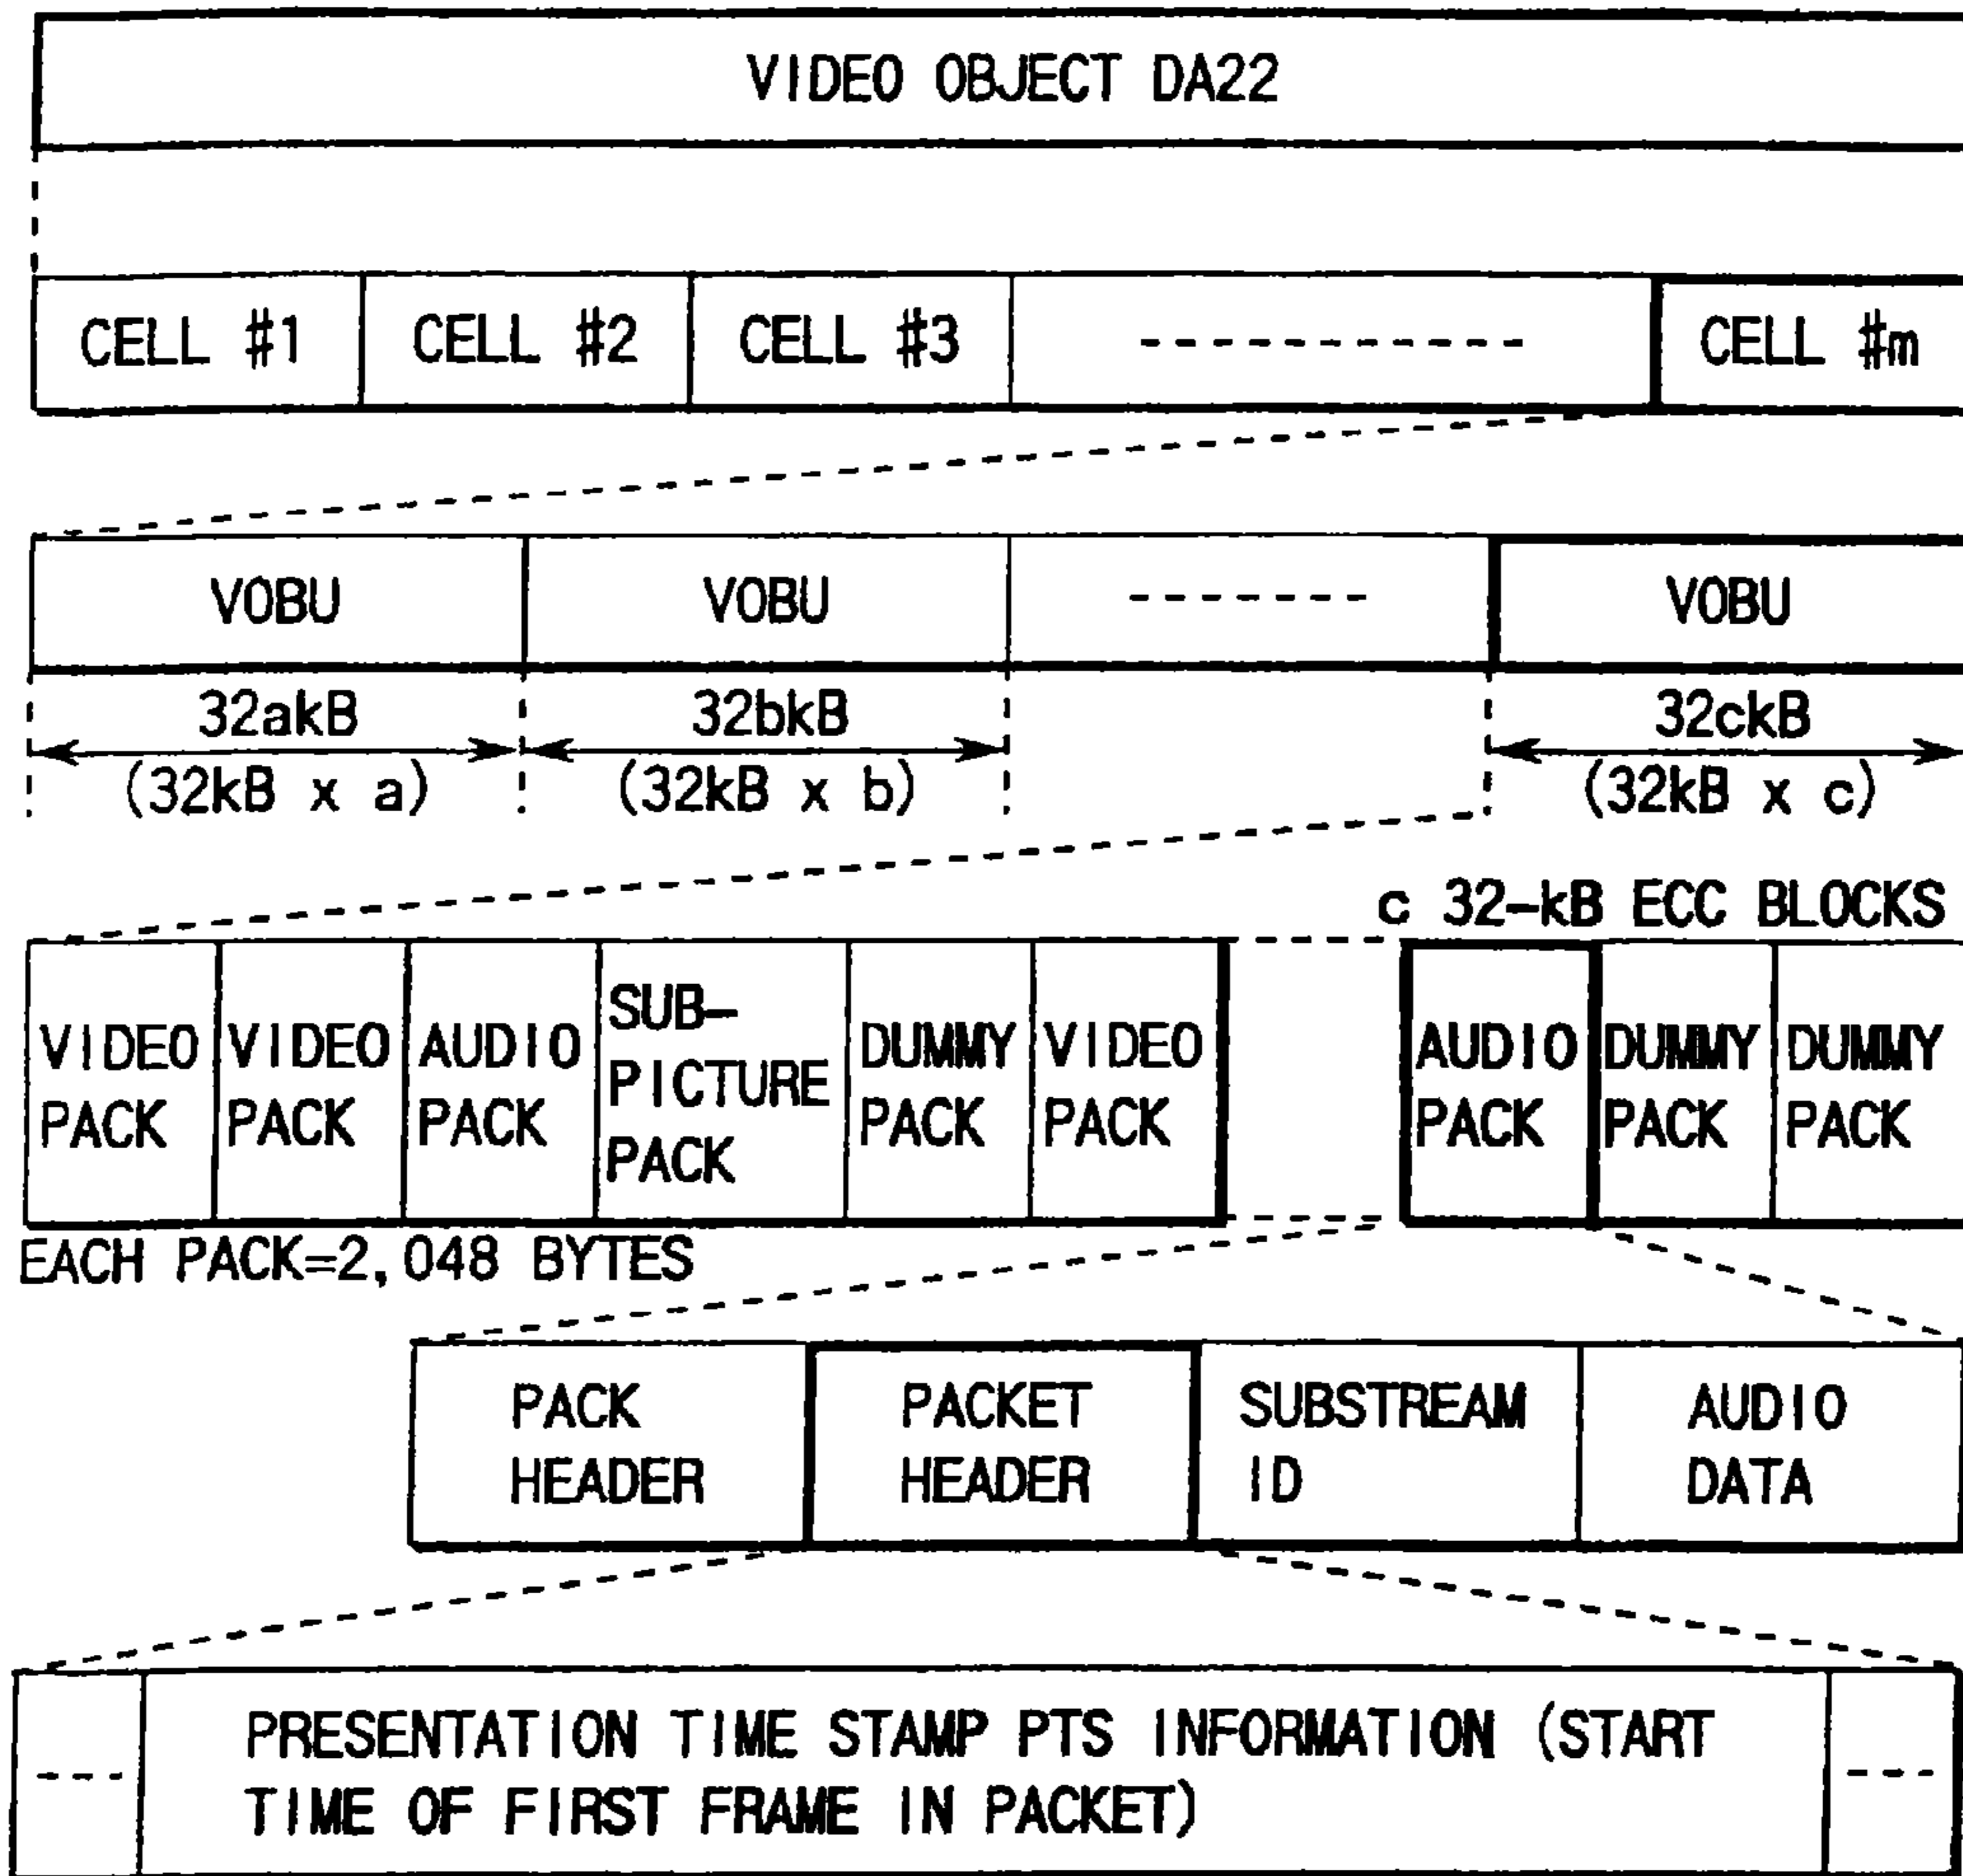 VIDEO OBJECT DA22
CELL #1
CELL #2
CELL #3
CELL #m
VOBU
VOBU
VOBU
32akB
(32kB x a)
32bkB
(32kB x b)
32ckB
(32kB x c)
c 32-kB ECC BLOCKS
VIDEO
PACK
VIDEO
PACK
AUDIO
PACK
SUB-
PICTURE
PACK
DUMMY
PACK
VIDEO
PACK
AUDIO
PACK
DUMMY
PACK
DUMMY
PACK
EACH PACK=2,048 BYTES
PACK
HEADER
PACKET
HEADER
SUBSTREAM
ID
AUDIO
DATA
PRESENTATION TIME STAMP PTS INFORMATION (START
TIME OF FIRST FRAME IN PACKET)